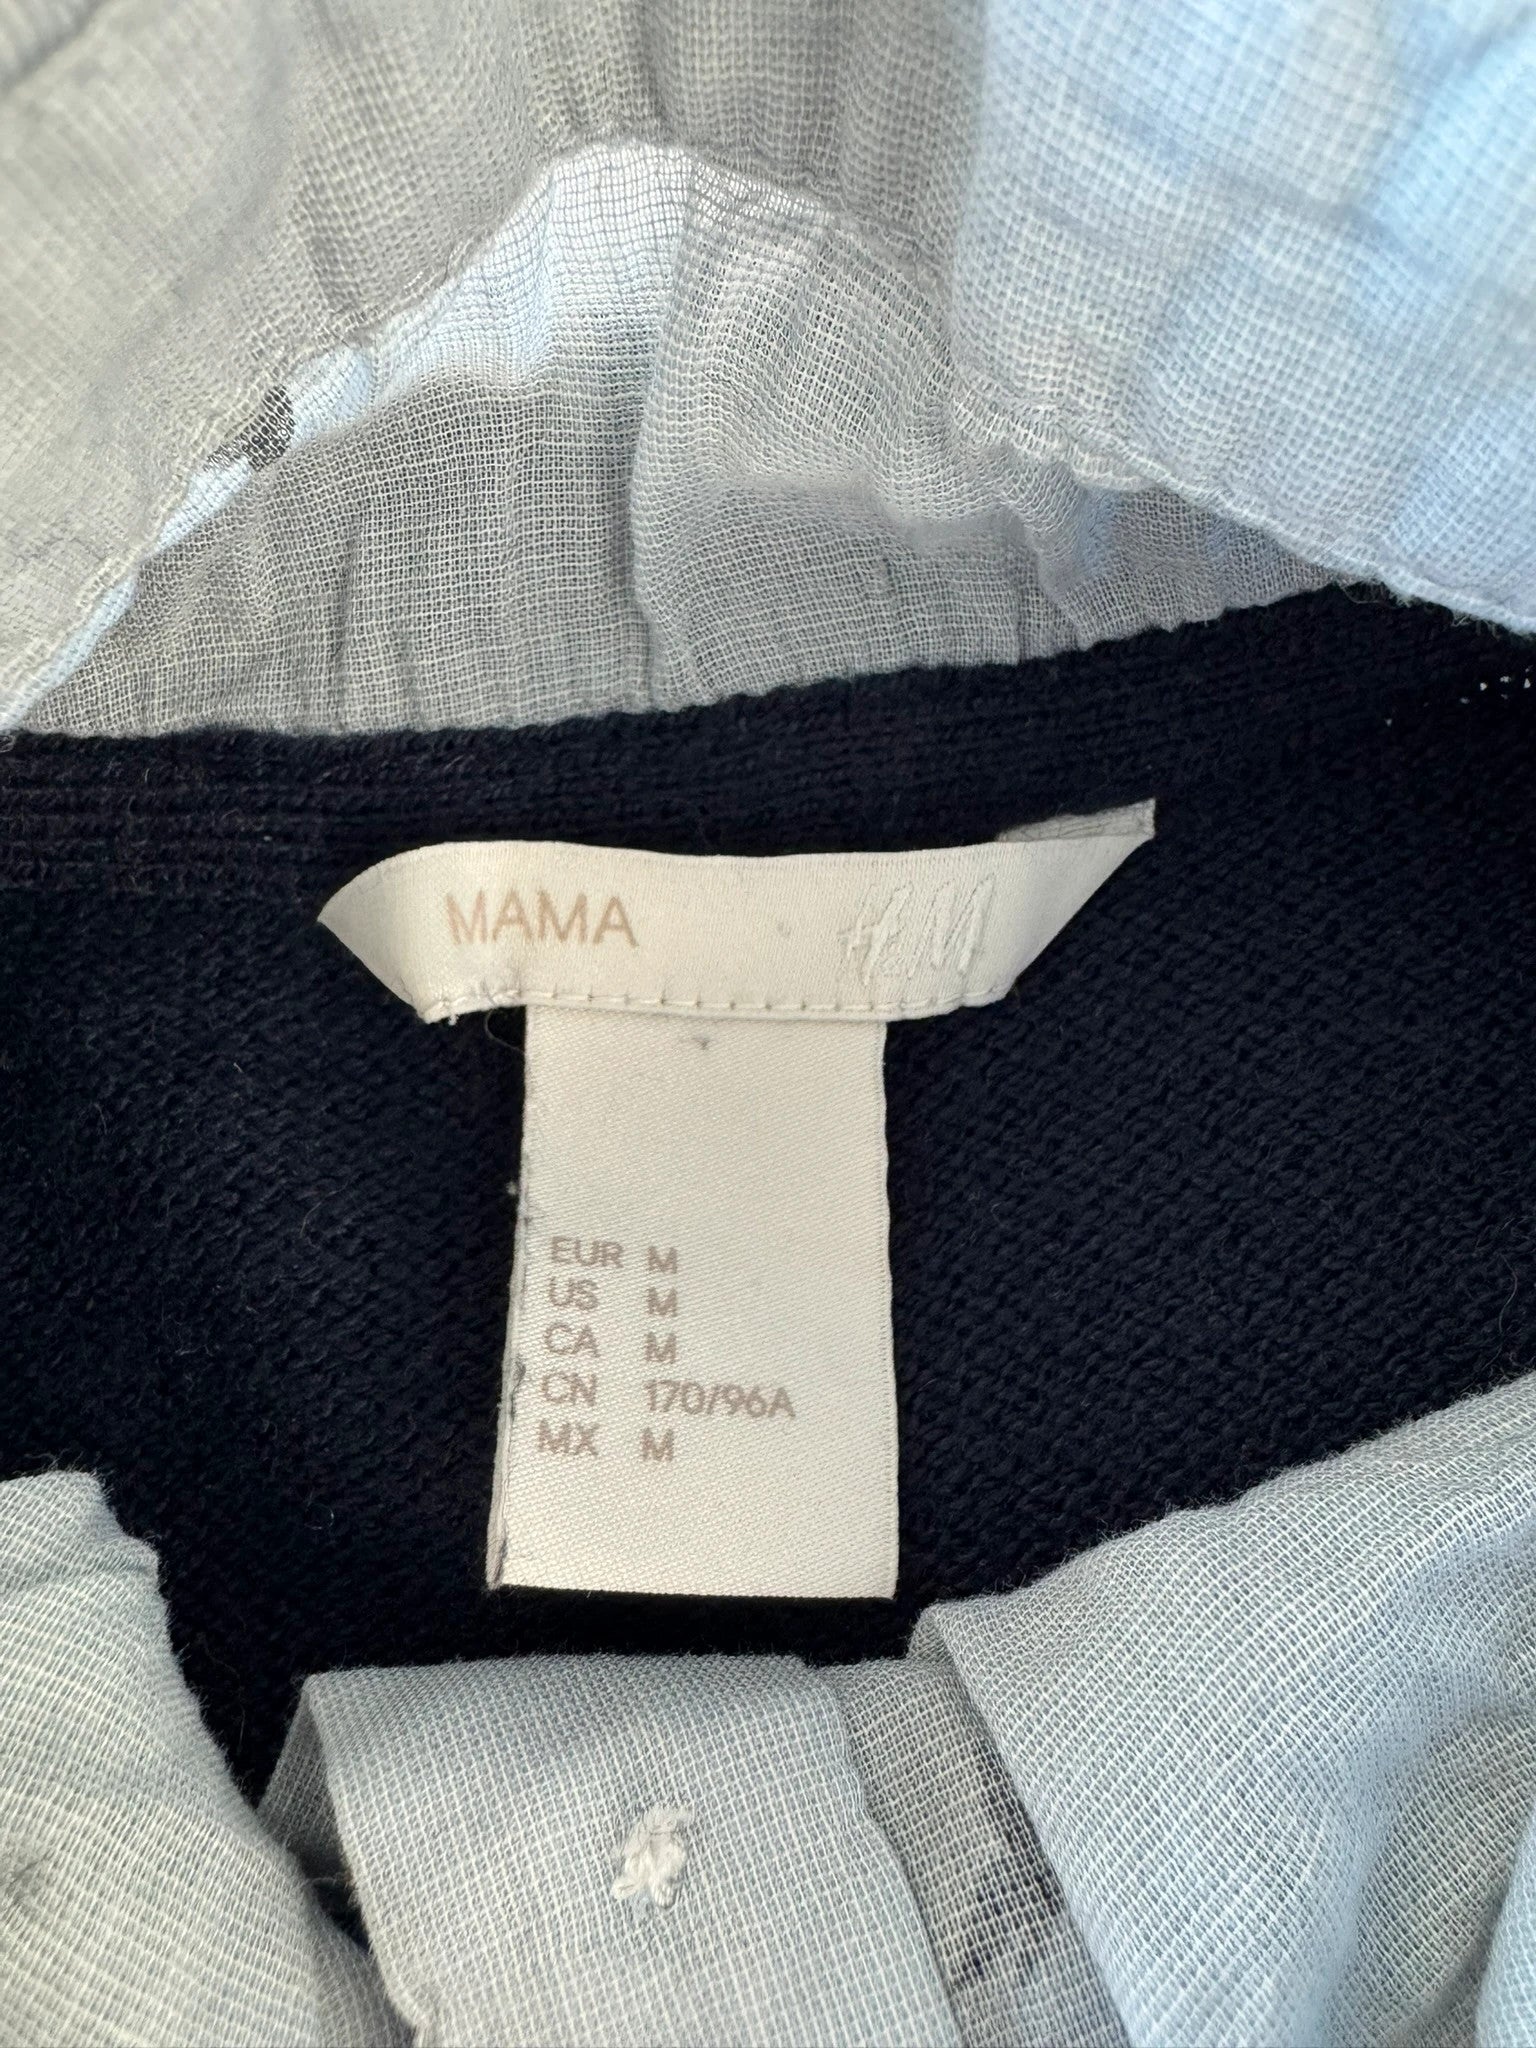 MAMA H&M
EUR M
US M
CA M
CN 170/96A
MX M